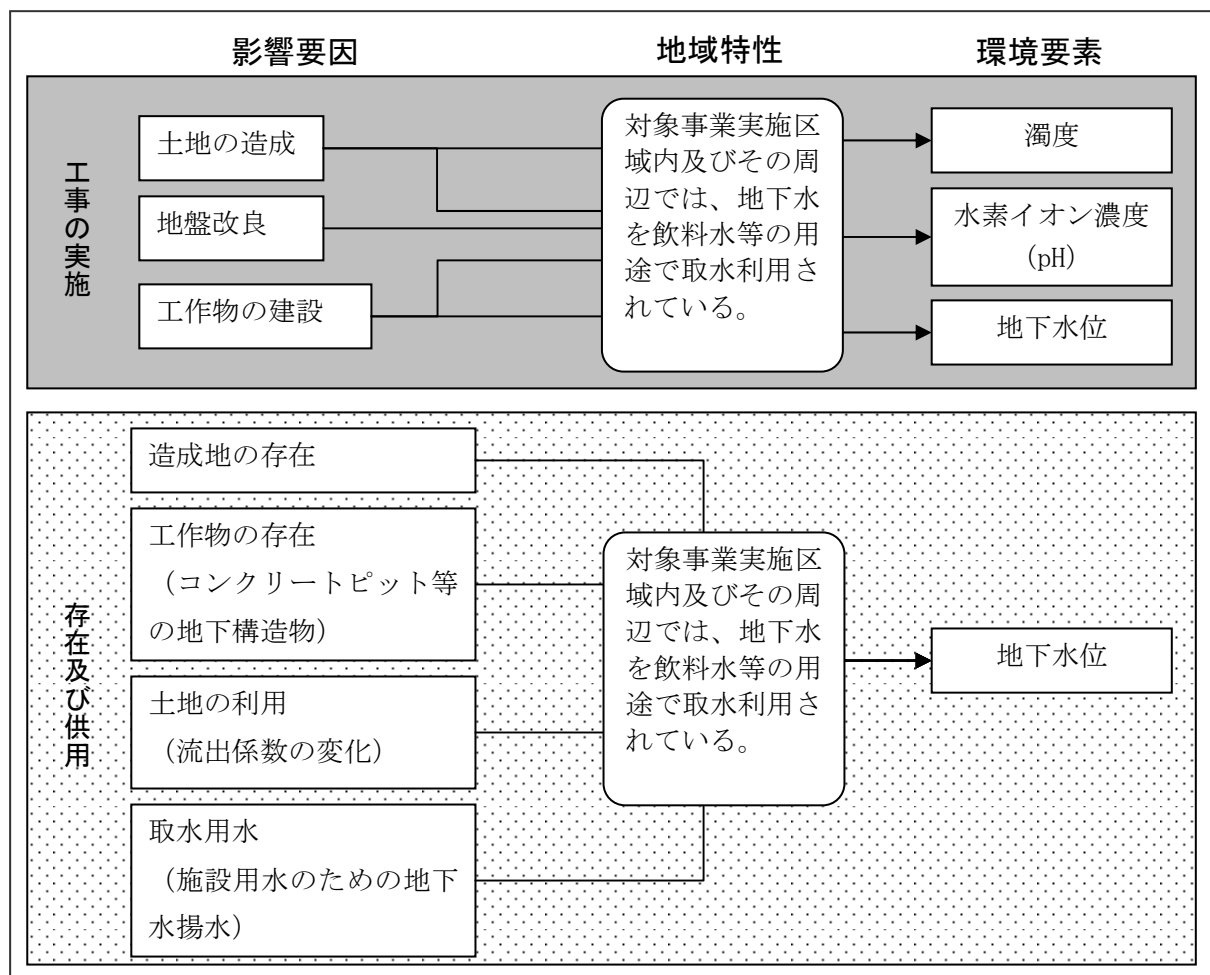 影響要因
地域特性
環境要素
工事の実施
土地の造成
地盤改良
工作物の建設
対象事業実施区
域内及びその周
辺では、地下水
を飲料水等の用
途で取水利用さ
れている。
濁度
水素イオン濃度
(pH)
地下水位
存在及び供用
造成地の存在
工作物の存在
（コンクリートピット等
の地下構造物）
土地の利用
（流出係数の変化）
取水用水
（施設用水のための地下
水揚水）
対象事業実施区
域内及びその周
辺では、地下水
を飲料水等の用
途で取水利用さ
れている。
地下水位